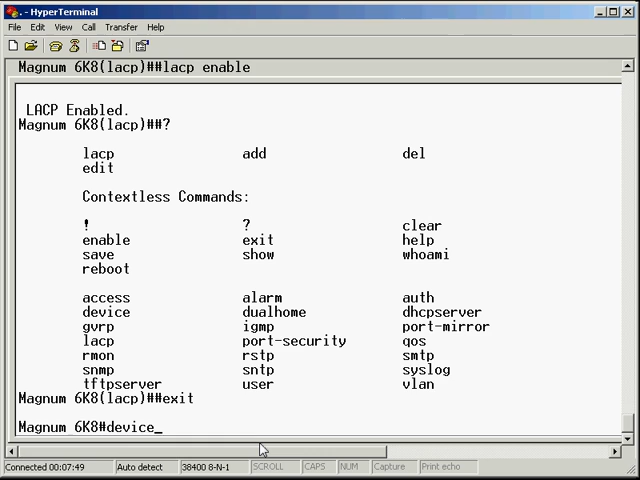 . - HyperTerminal
File Edit View Call Transfer Help
Magnum 6K8(lacp)##lacp enable
LACP Enabled.
Magnum 6K8(lacp)##?
lacp add del
edit
Contextless Commands:
! ? clear
enable exit help
save show whoami
reboot
access alarm auth
device dualhome dhcpserver
gvrp igmp port-mirror
lacp port-security qos
rmon rstp smtp
snmp sntp syslog
tftpserver user vlan
Magnum 6K8(lacp)##exit
Magnum 6K8#device_
Connected 00:07:49 Auto detect 38400 8-N-1 SCROLL CAPS NUM Capture Print echo